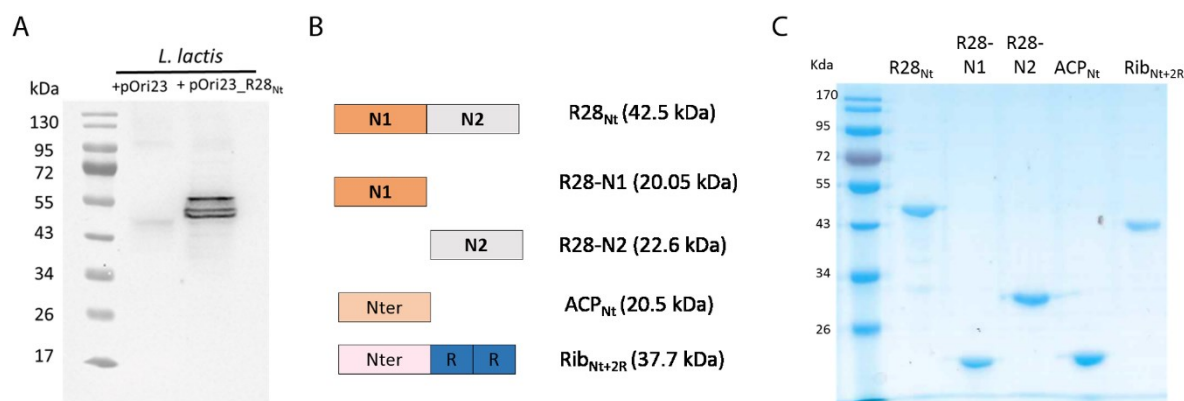 A
L. lactis
kDa
+pOri23 + pOri23_R28Nt
130
95
72
55
43
34
26
17
B
N1 N2 R28Nt (42.5 kDa)
N1 R28-N1 (20.05 kDa)
N2 R28-N2 (22.6 kDa)
Nter ACPNt (20.5 kDa)
Nter R R RibNt+2R (37.7 kDa)
C
R28- R28-
Kda R28Nt N1 N2 ACPNt RibNt+2R
170
95
72
55
43
34
26